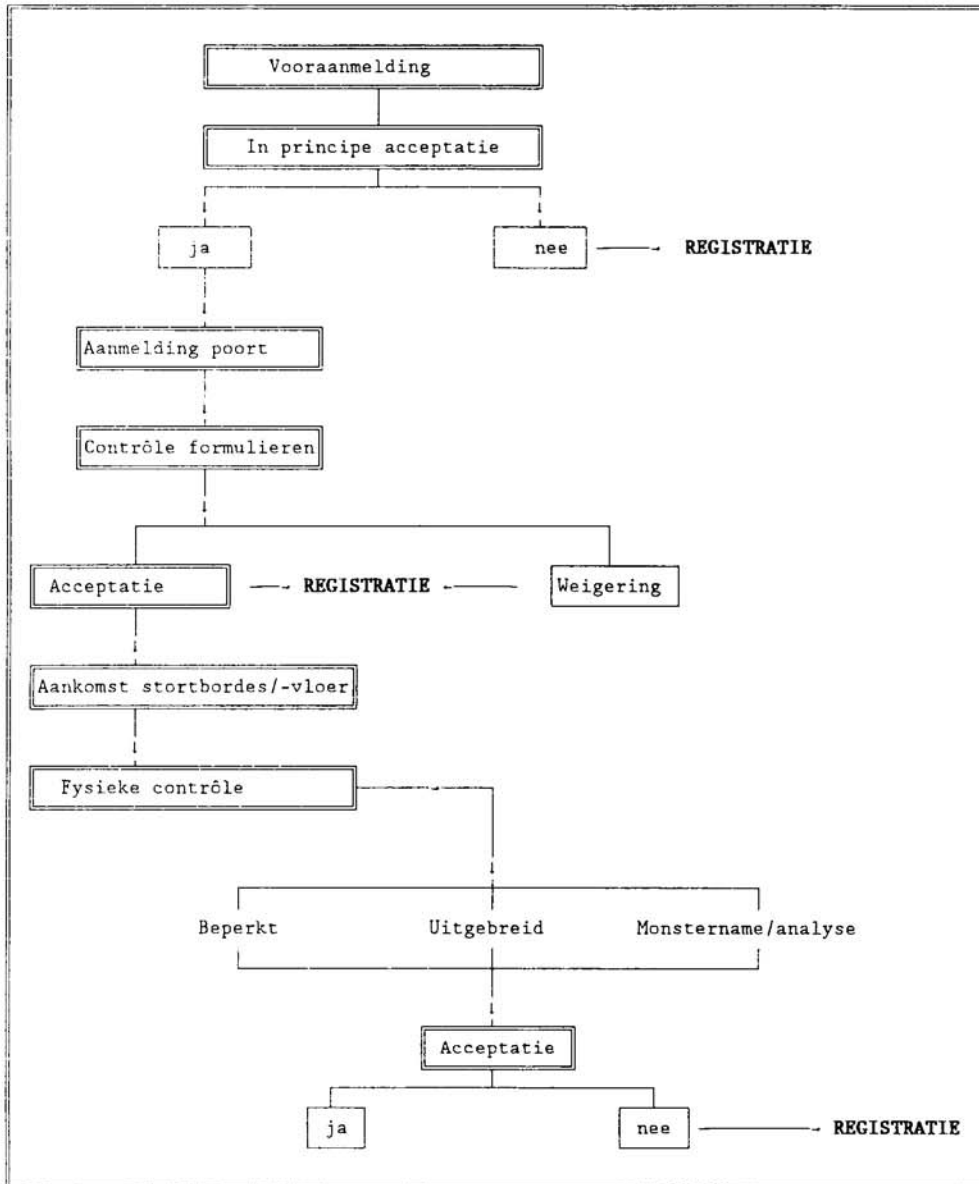 Vooraanmelding
In principe acceptatie
ja
nee
REGISTRATIE
Aanmelding poort
Contrôle formulieren
Acceptatie
REGISTRATIE
Weigering
Aankomst stortbordes/-vloer
Fysieke contrôle
Beperkt
Uitgebreid
Monstername/analyse
Acceptatie
ja
nee
REGISTRATIE